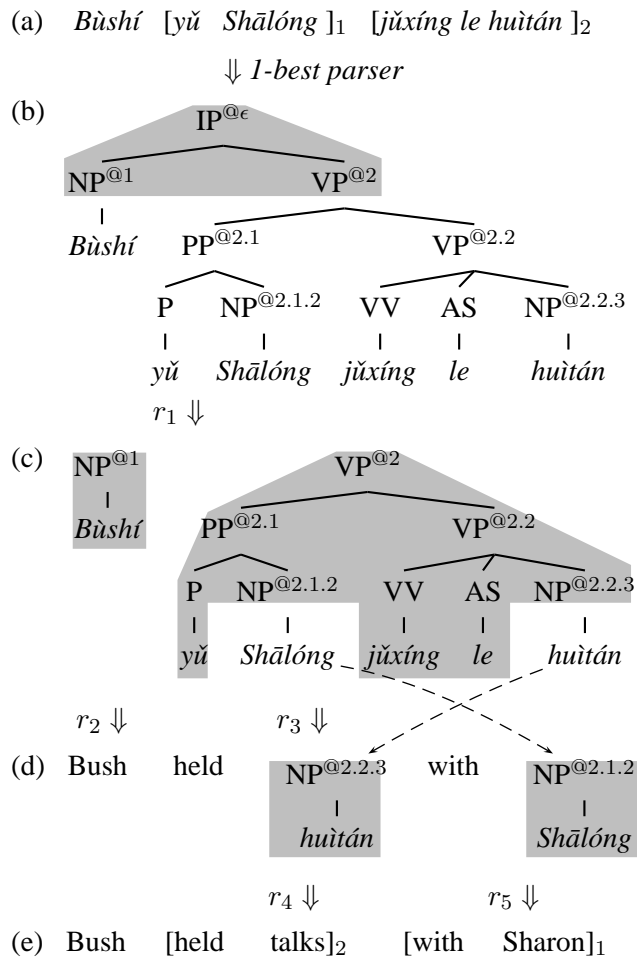 (a) Bùshí [yǔ Shālóng ]₁ [jǔxíng le huìtán ]₂
⇓ 1-best parser
(b) IP@ϵ
NP@1 VP@2
Bùshí PP@2.1 VP@2.2
P NP@2.1.2 VV AS NP@2.2.3
yǔ Shālóng jǔxíng le huìtán
r₁ ⇓
(c) NP@1 VP@2
Bùshí PP@2.1 VP@2.2
P NP@2.1.2 VV AS NP@2.2.3
yǔ Shālóng jǔxíng le huìtán
r₂ ⇓ r₃ ⇓
(d) Bush held NP@2.2.3 with NP@2.1.2
huìtán Shālóng
r₄ ⇓ r₅ ⇓
(e) Bush [held talks]₂ [with Sharon]₁